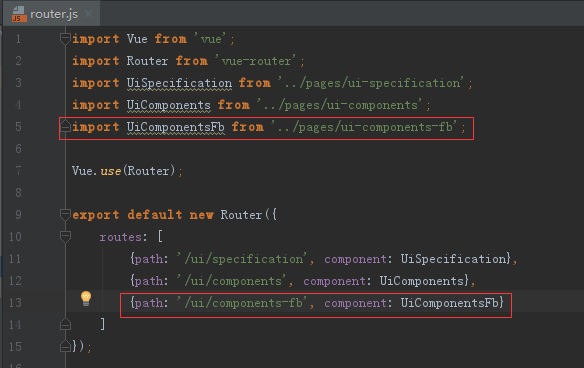 router.js
1 import Vue from 'vue';
2 import Router from 'vue-router';
3 import UiSpecification from '../pages/ui-specification';
4 import UiComponents from '../pages/ui-components';
5 import UiComponentsFb from '../pages/ui-components-fb';
6
7 Vue.use(Router);
8
9 export default new Router({
10 routes: [
11 {path: '/ui/specification', component: UiSpecification},
12 {path: '/ui/components', component: UiComponents},
13 {path: '/ui/components-fb', component: UiComponentsFb}
14 ]
15 });
16